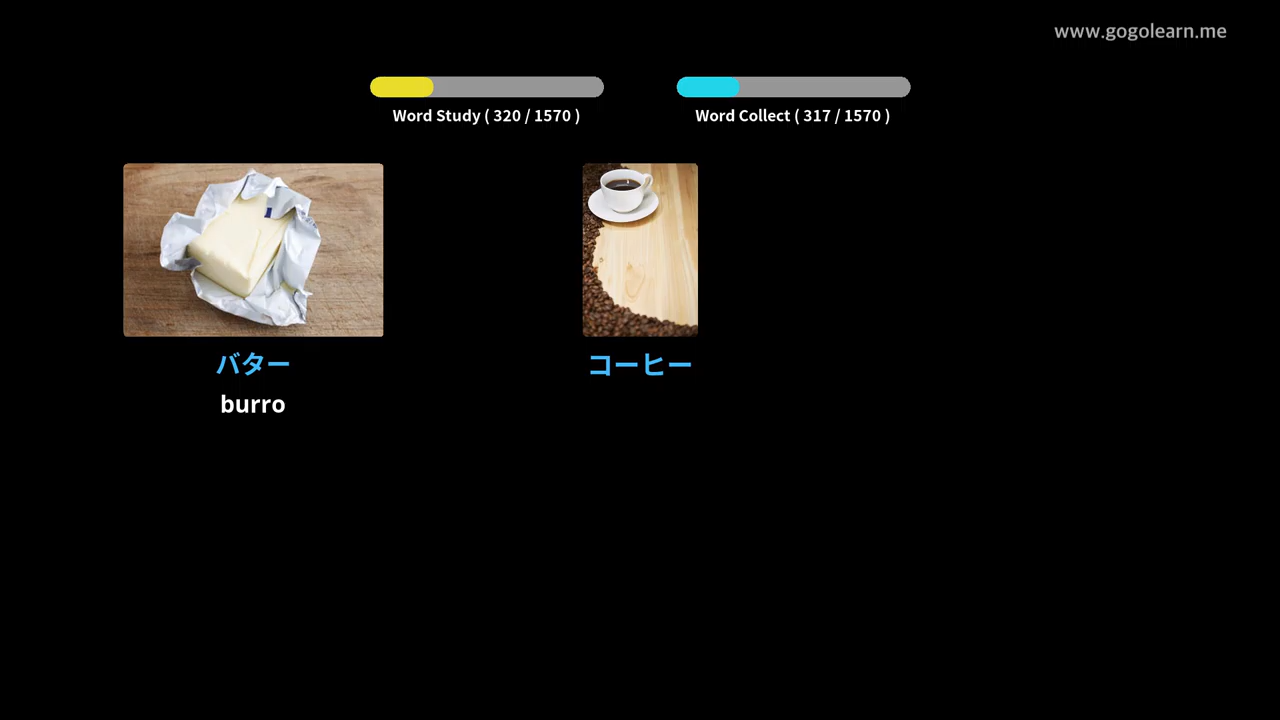 www.gogolearn.me
Word Study ( 320 / 1570 )
Word Collect ( 317 / 1570 )
バター
burro
コーヒー